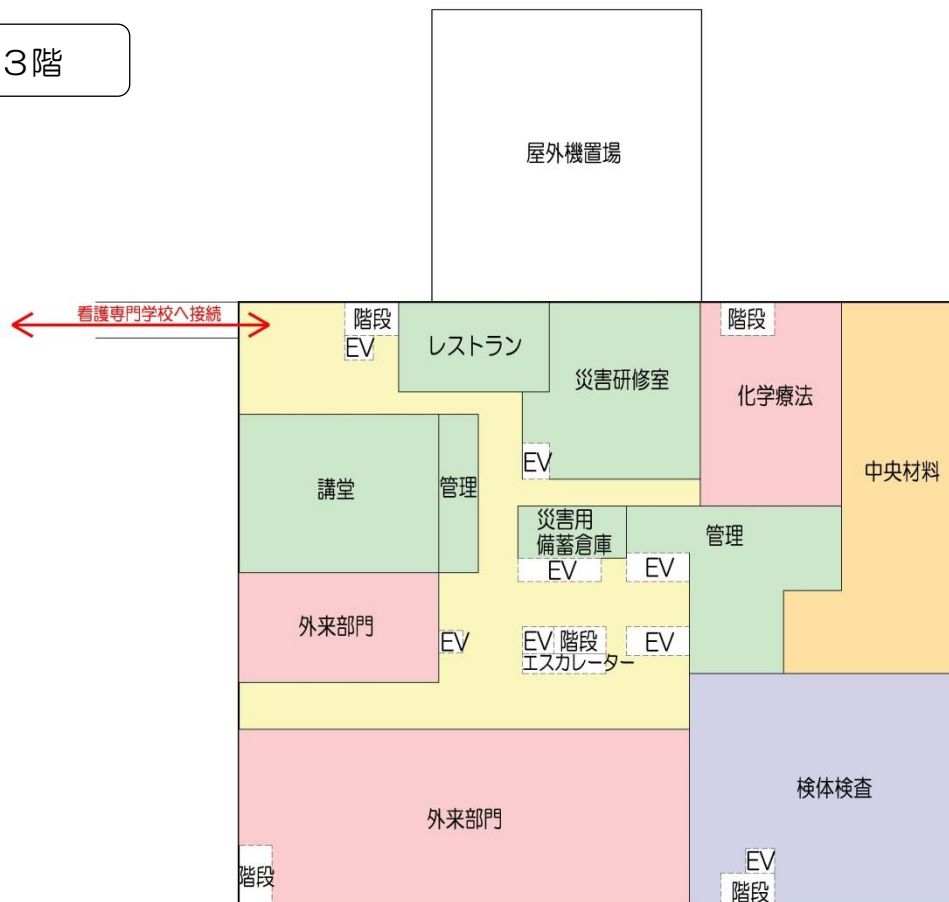 ３階
屋外機置場
看護専門学校へ接続
階段
EV
レストラン
災害研修室
階段
化学療法
中央材料
EV
講堂
管理
災害用
備蓄倉庫
管理
EV
EV
外来部門
EV
EV
階段
EV
エスカレーター
外来部門
検体検査
階段
EV
階段